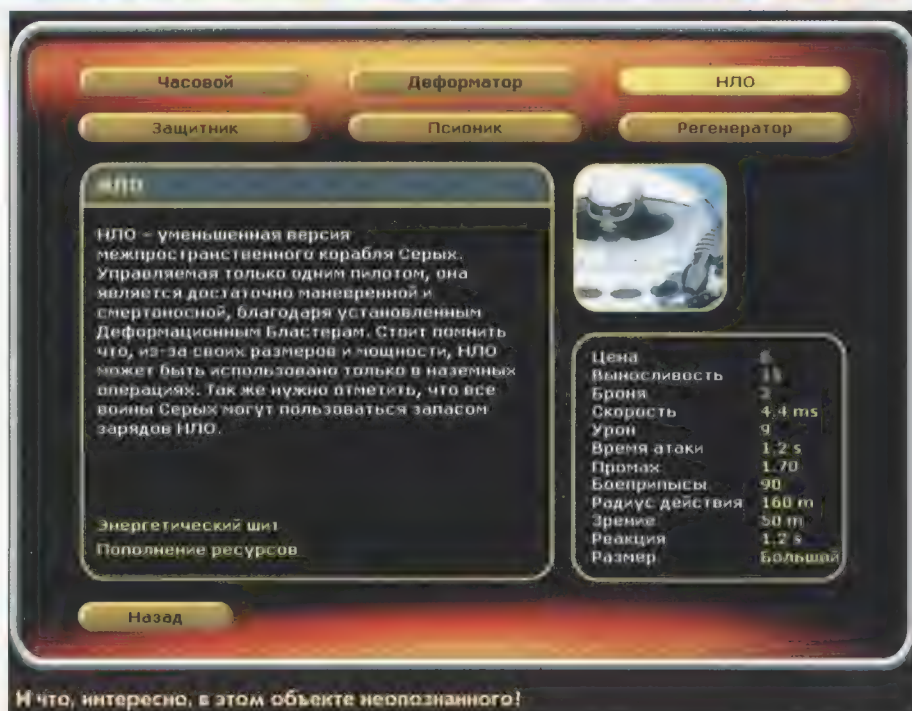 Часовой Деформатор НЛО
Защитник Псионик Регенератор
НЛО
НЛО – уменьшенная версия
межпространственного корабля Серых.
Управляемая только одним пилотом, она
является достаточно маневренной и
смертоносной, благодаря установленным
Деформационным Бластерам. Стоит помнить
что, из-за своих размеров и мощности, НЛО
может быть использовано только в наземных
операциях. Так же нужно отметить, что все
воины Серых могут пользоваться запасом
зарядов НЛО.
Энергетический щит
Пополнение ресурсов
Цена
Выносливость
Броня
Скорость 4,4 ms
Урон 9
Время атаки 1,2 s
Промах 1.70
Боеприпысы 90
Радиус действия 160 m
Зрение 50 m
Реакция 1,2 s
Размер Большой
Назад
И что, интересно, в этом объекте неопознанного?